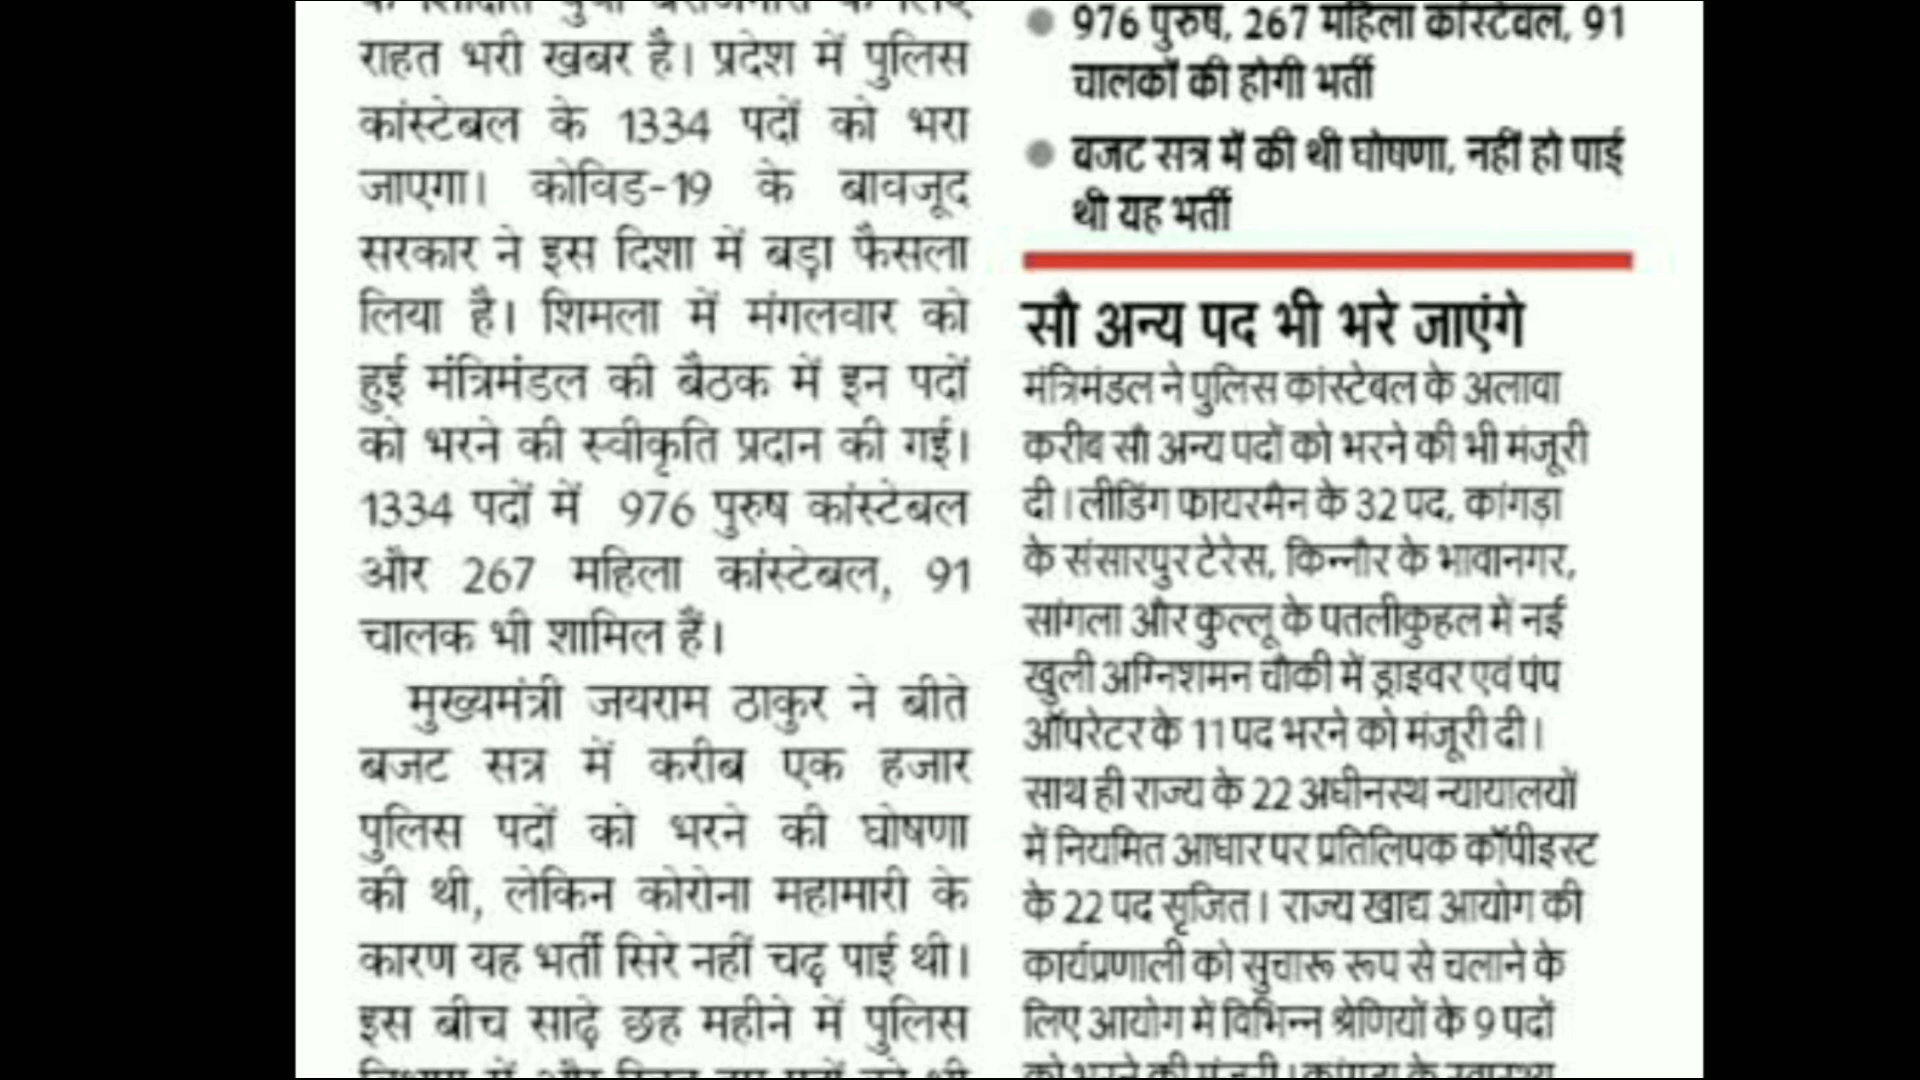 राहत भरी खबर है। प्रदेश में पुलिस
कांस्टेबल के 1334 पदों को भरा
जाएगा। कोविड-19 के बावजूद
सरकार ने इस दिशा में बड़ा फैसला
लिया है। शिमला में मंगलवार को
हुई मंत्रिमंडल की बैठक में इन पदों
को भरने की स्वीकृति प्रदान की गई।
1334 पदों में 976 पुरुष कांस्टेबल
और 267 महिला कांस्टेबल, 91
चालक भी शामिल हैं।
मुख्यमंत्री जयराम ठाकुर ने बीते
बजट सत्र में करीब एक हजार
पुलिस पदों को भरने की घोषणा
की थी, लेकिन कोरोना महामारी के
कारण यह भर्ती सिरे नहीं चढ़ पाई थी।
इस बीच साढ़े छह महीने में पुलिस
976 पुरुष, 267 महिला कांस्टेबल, 91
चालकों की होगी भर्ती
बजट सत्र में की थी घोषणा, नहीं हो पाई
थी यह भर्ती
सौ अन्य पद भी भरे जाएंगे
मंत्रिमंडल ने पुलिस कांस्टेबल के अलावा
करीब सौ अन्य पदों को भरने की भी मंजूरी
दी। लीडिंग फायरमैन के 32 पद, कांगड़ा
के संसारपुर टेरेस, किन्नौर के भावानगर,
सांगला और कुल्लू के पतलीकुहल में नई
खुली अग्निशमन चौकी में ड्राइवर एवं पंप
ऑपरेटर के 11 पद भरने को मंजूरी दी।
साथ ही राज्य के 22 अधीनस्थ न्यायालयों
में नियमित आधार पर प्रतिलिपक कॉपीइस्ट
के 22 पद सृजित। राज्य खाद्य आयोग की
कार्यप्रणाली को सुचारू रूप से चलाने के
लिए आयोग में विभिन्न श्रेणियों के 9 पदों